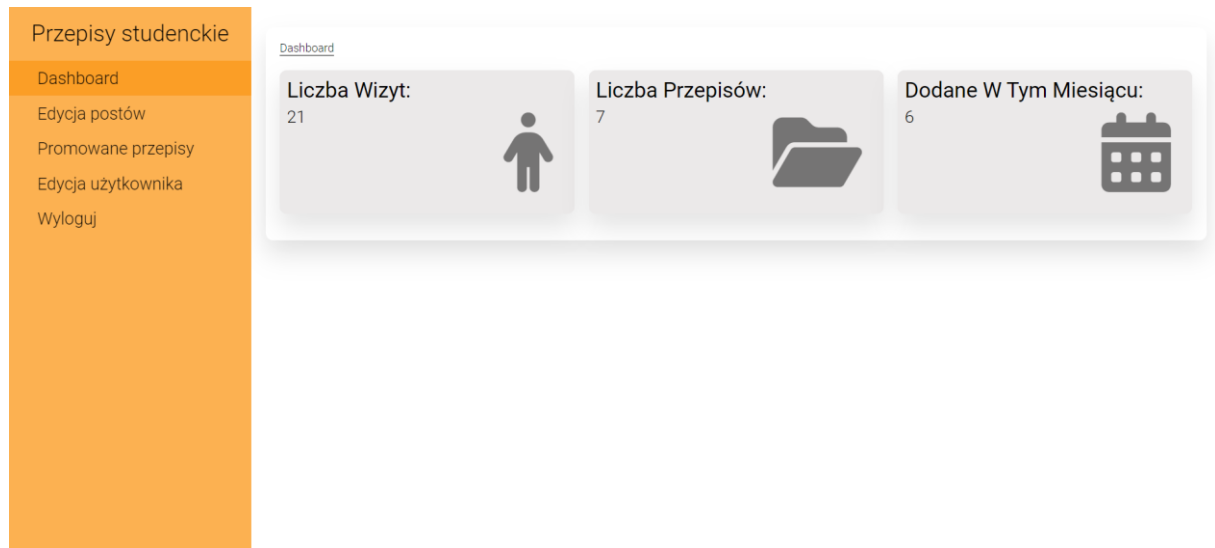 Przepisy studenckie
Dashboard
Edycja postów
Promowane przepisy
Edycja użytkownika
Wyloguj
Dashboard
Liczba Wizyt:
21
Liczba Przepisów:
7
Dodane W Tym Miesiącu:
6